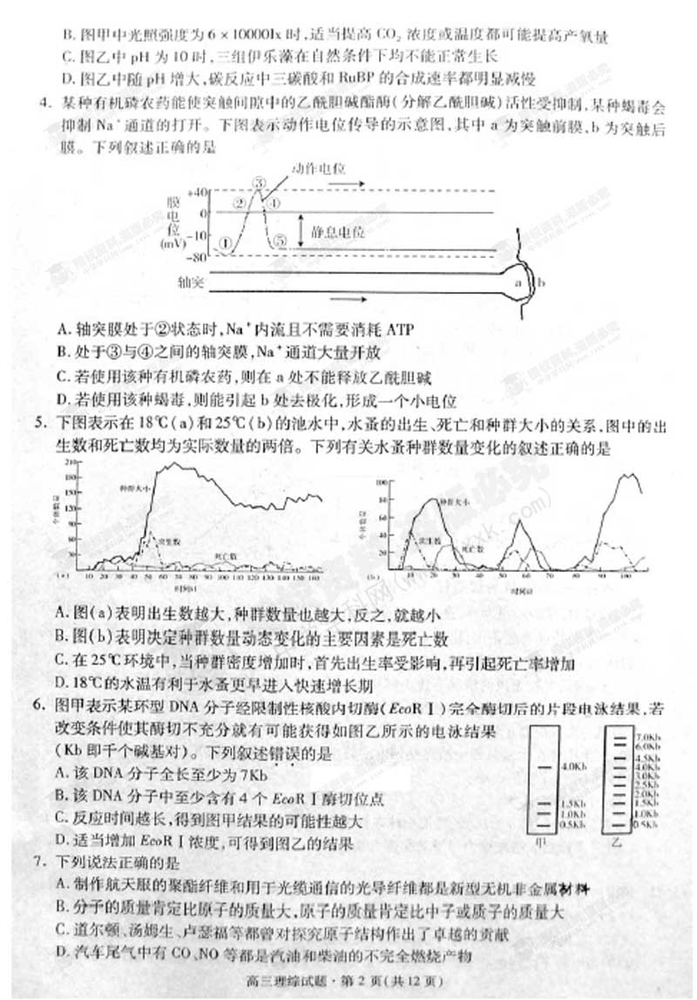 B. 图甲中光照强度为 6 × 10000lx 时,适当提高 CO₂ 浓度或温度都可能提高产氧量
C. 图乙中 pH 为 10 时,三组伊乐藻在自然条件下均不能正常生长
D. 图乙中随 pH 增大,碳反应中三碳酸和 RuBP 的合成速率都明显减慢
4. 某种有机磷农药能使突触间隙中的乙酰胆碱酯酶(分解乙酰胆碱)活性受抑制,某种蝎毒会
抑制 Na⁺ 通道的打开。下图表示动作电位传导的示意图,其中 a 为突触前膜,b 为突触后
膜。下列叙述正确的是
动作电位
膜电位(mV)
+40
0
-10
-80
① ② ③ ④ ⑤
静息电位
轴突
a
b
A. 轴突膜处于②状态时,Na⁺内流且不需要消耗 ATP
B. 处于③与④之间的轴突膜,Na⁺通道大量开放
C. 若使用该种有机磷农药,则在 a 处不能释放乙酰胆碱
D. 若使用该种蝎毒,则能引起 b 处去极化,形成一个小电位
5. 下图表示在 18℃(a)和 25℃(b)的池水中,水蚤的出生、死亡和种群大小的关系,图中的出
生数和死亡数均为实际数量的两倍。下列有关水蚤种群数量变化的叙述正确的是
种群大小
出生数
死亡数
(a)
10 20 30 40 50 60 70 80 90 100 110 120 130 140 150 160
种群大小
出生数
死亡数
(b)
A. 图(a)表明出生数越大,种群数量也越大,反之,就越小
B. 图(b)表明决定种群数量动态变化的主要因素是死亡数
C. 在 25℃环境中,当种群密度增加时,首先出生率受影响,再引起死亡率增加
D. 18℃的水温有利于水蚤更早进入快速增长期
6. 图甲表示某环型 DNA 分子经限制性核酸内切酶(EcoRⅠ)完全酶切后的片段电泳结果,若
改变条件使其酶切不充分就有可能获得如图乙所示的电泳结果
(Kb 即千个碱基对)。下列叙述错误的是
A. 该 DNA 分子全长至少为 7Kb
B. 该 DNA 分子中至少含有 4 个 EcoRⅠ酶切位点
C. 反应时间越长,得到图甲结果的可能性越大
D. 适当增加 EcoRⅠ浓度,可得到图乙的结果
4.0Kb
1.5Kb
1.0Kb
0.5Kb
甲
7.0Kb
6.0Kb
4.5Kb
4.0Kb
3.0Kb
2.5Kb
2.0Kb
1.5Kb
1.0Kb
0.5Kb
乙
7. 下列说法正确的是
A. 制作航天服的聚酯纤维和用于光缆通信的光导纤维都是新型无机非金属材料
B. 分子的质量肯定比原子的质量大,原子的质量肯定比中子或质子的质量大
C. 道尔顿、汤姆生、卢瑟福等都曾对探究原子结构作出了卓越的贡献
D. 汽车尾气中有 CO、NO 等都是汽油和柴油的不完全燃烧产物
高三理综试题·第 2 页(共 12 页)